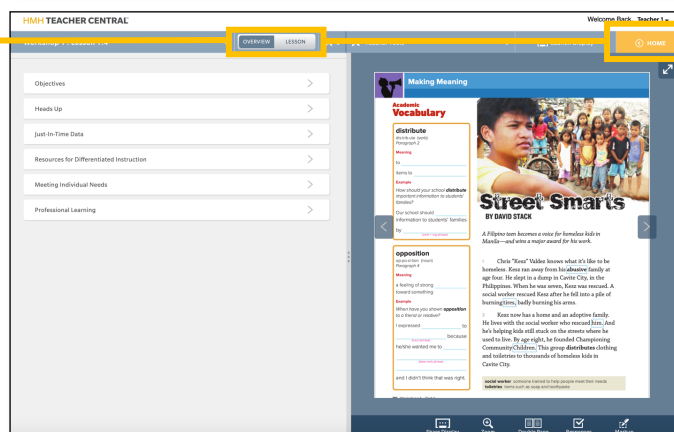 HMH TEACHER CENTRAL
Welcome Back, Teacher 1
OVERVIEW
LESSON
HOME
Objectives
Heads Up
Just-In-Time Data
Resources for Differentiated Instruction
Meeting Individual Needs
Professional Learning
Making Meaning
Academic
Vocabulary
distribute
(verb)
Paragraph 2
Meaning
to
items to
Example
How should your school distribute
important information to students'
families?
Our school should
information to students' families
by
opposition
(noun)
Paragraph 4
Meaning
a feeling of strong
toward something
Example
When have you shown opposition
to a friend or relative?
I expressed to
because
he/she wanted me to
and I didn't think that was right.
Street Smarts
BY DAVID STACK
A Filipino teen becomes a voice for homeless kids in
Manila—and wins a major award for his work.
1 Chris "Kesz" Valdez knows what it's like to be
homeless. Kesz ran away from his abusive family at
age four. He slept in a dump in Cavite City, in the
Philippines. When he was seven, Kesz was rescued. A
social worker rescued Kesz after he fell into a pile of
burning tires, badly burning his arms.
2 Kesz now has a home and an adoptive family.
He lives with the social worker who rescued him. And
he's helping kids still stuck on the streets where he
used to live. By age eight, he founded Championing
Community Children. This group distributes clothing
and toiletries to thousands of homeless kids in
Cavite City.
social worker someone trained to help people meet their needs
toiletries items such as soap and toothpaste
Zoom